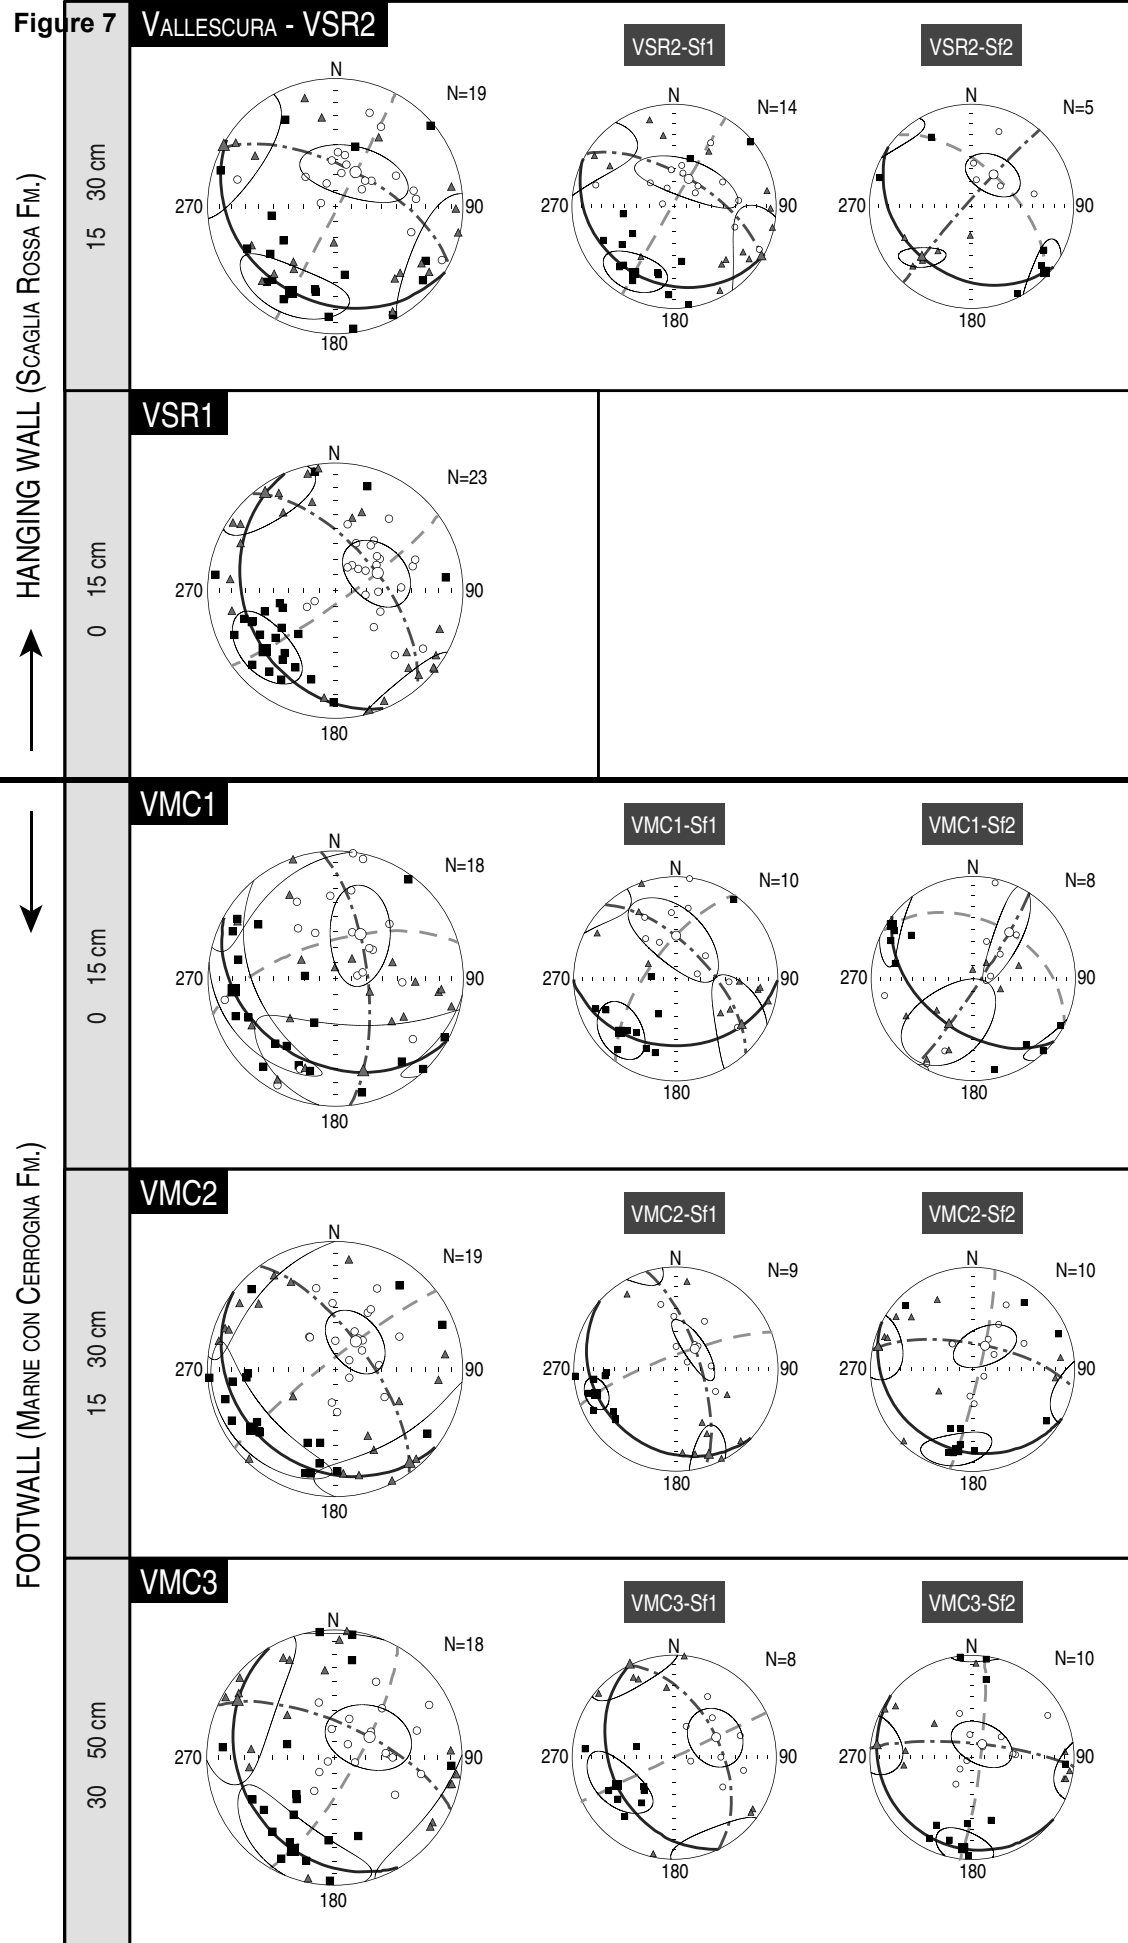 Figure 7
VALLESCURA - VSR2
VSR2-Sf1
VSR2-Sf2
N
N=19
270
90
180
N
N=14
270
90
180
N
N=5
270
90
180
15 30 cm
HANGING WALL (SCAGLIA ROSSA FM.)
VSR1
N
N=23
270
90
180
0 15 cm
VMC1
VMC1-Sf1
VMC1-Sf2
N
N=18
270
90
180
N
N=10
270
90
180
N
N=8
270
90
180
0 15 cm
FOOTWALL (MARNE CON CERROGNA FM.)
VMC2
VMC2-Sf1
VMC2-Sf2
N
N=19
270
90
180
N
N=9
270
90
180
N
N=10
270
90
180
15 30 cm
VMC3
VMC3-Sf1
VMC3-Sf2
N
N=18
270
90
180
N
N=8
270
90
180
N
N=10
270
90
180
30 50 cm